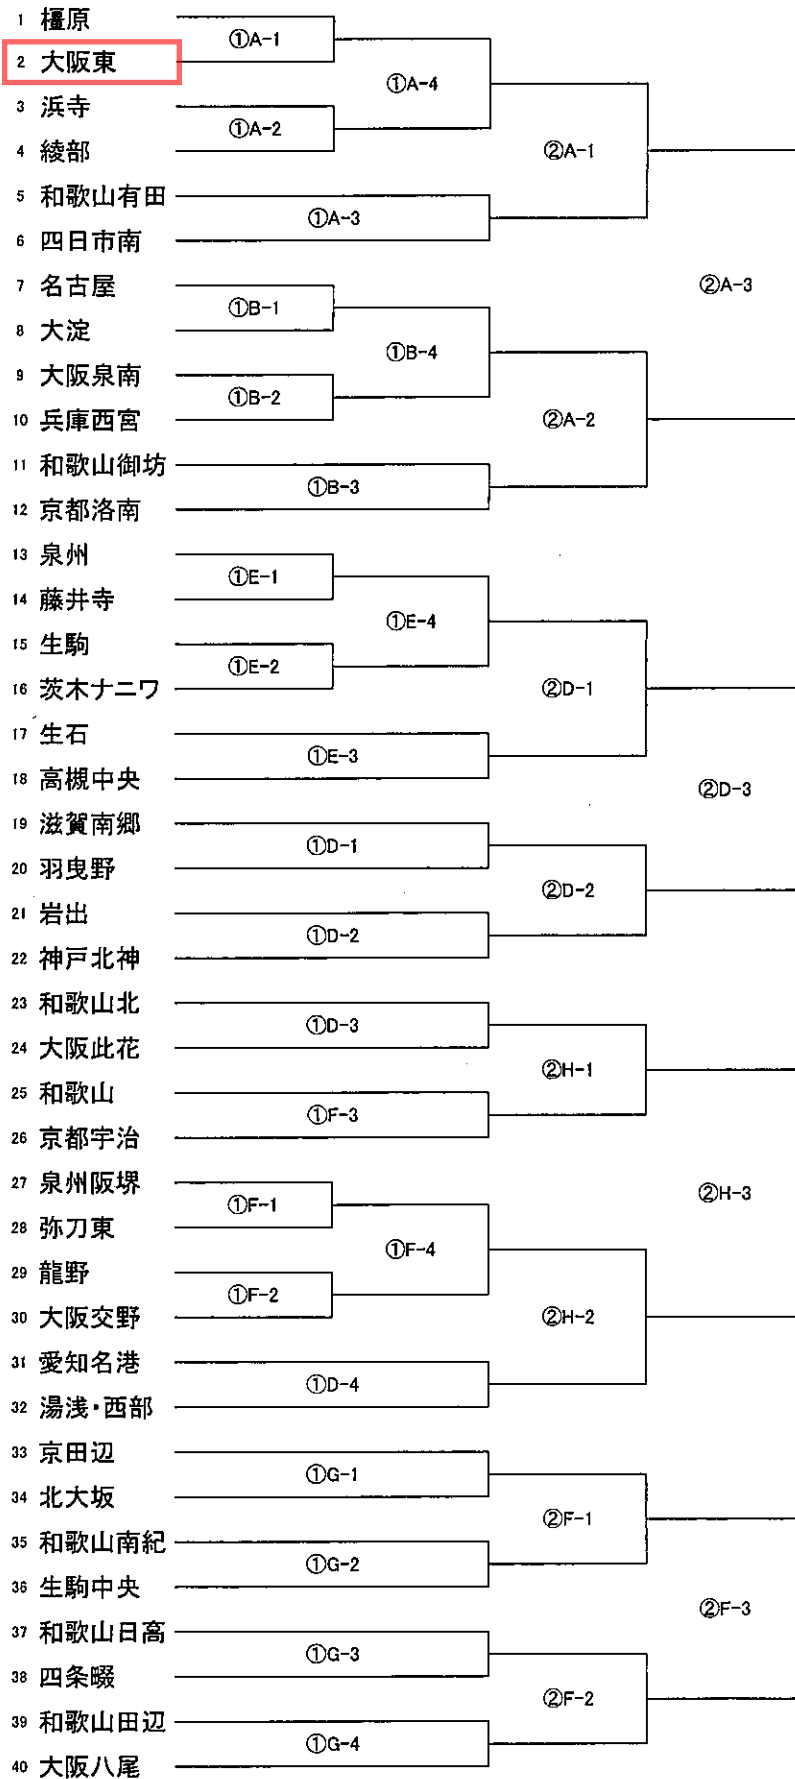 1 橿原
①A-1
2 大阪東
①A-4
3 浜寺
①A-2
4 綾部
②A-1
5 和歌山有田
①A-3
6 四日市南
②A-3
7 名古屋
①B-1
8 大淀
①B-4
9 大阪泉南
①B-2
10 兵庫西宮
②A-2
11 和歌山御坊
①B-3
12 京都洛南
13 泉州
①E-1
14 藤井寺
①E-4
15 生駒
①E-2
16 茨木ナニワ
②D-1
17 生石
①E-3
18 高槻中央
②D-3
19 滋賀南郷
①D-1
20 羽曳野
②D-2
21 岩出
①D-2
22 神戸北神
23 和歌山北
①D-3
24 大阪此花
②H-1
25 和歌山
①F-3
26 京都宇治
27 泉州阪堺
②H-3
①F-1
28 弥刀東
①F-4
29 龍野
①F-2
30 大阪交野
②H-2
31 愛知名港
①D-4
32 湯浅・西部
33 京田辺
①G-1
34 北大坂
②F-1
35 和歌山南紀
①G-2
36 生駒中央
②F-3
37 和歌山日高
①G-3
38 四条畷
②F-2
39 和歌山田辺
①G-4
40 大阪八尾